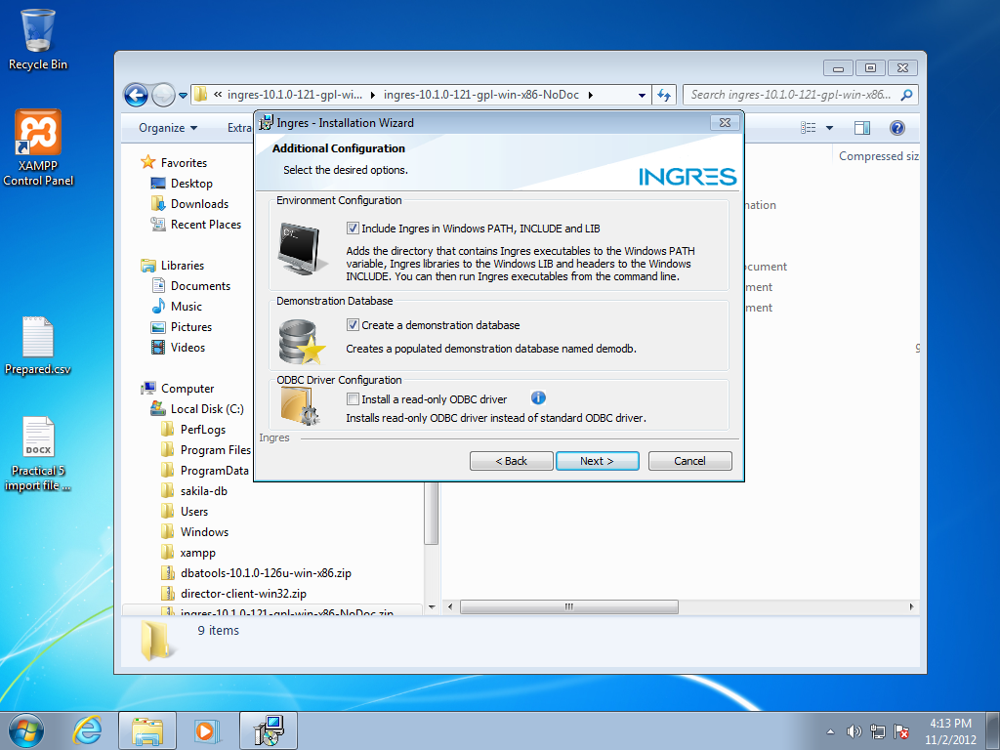 Recycle Bin
XAMPP
Control Panel
Prepared.csv
DOCX
Practical 5
import file ...
« ingres-10.1.0-121-gpl-wi... ▸ ingres-10.1.0-121-gpl-win-x86-NoDoc ▸
Search ingres-10.1.0-121-gpl-win-x86...
Organize
Extra
Compressed siz
Favorites
Desktop
Downloads
Recent Places
Libraries
Documents
Music
Pictures
Videos
Computer
Local Disk (C:)
PerfLogs
Program Files
ProgramData
sakila-db
Users
Windows
xampp
dbatools-10.1.0-126u-win-x86.zip
director-client-win32.zip
ingres-10.1.0-121-gpl-win-x86-NoDoc.zip
mation
ocument
ment
ment
9 items
Ingres - Installation Wizard
Additional Configuration
Select the desired options.
INGRES
Environment Configuration
C:\...
Include Ingres in Windows PATH, INCLUDE and LIB
Adds the directory that contains Ingres executables to the Windows PATH
variable, Ingres libraries to the Windows LIB and headers to the Windows
INCLUDE. You can then run Ingres executables from the command line.
Demonstration Database
Create a demonstration database
Creates a populated demonstration database named demodb.
ODBC Driver Configuration
Install a read-only ODBC driver
Installs read-only ODBC driver instead of standard ODBC driver.
Ingres
< Back
Next >
Cancel
4:13 PM
11/2/2012